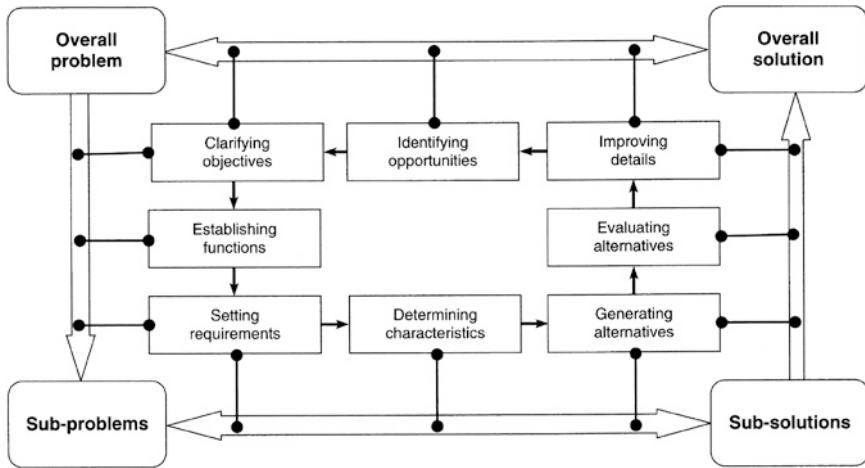 Overall
problem
Overall
solution
Clarifying
objectives
Identifying
opportunities
Improving
details
Establishing
functions
Evaluating
alternatives
Setting
requirements
Determining
characteristics
Generating
alternatives
Sub-problems
Sub-solutions